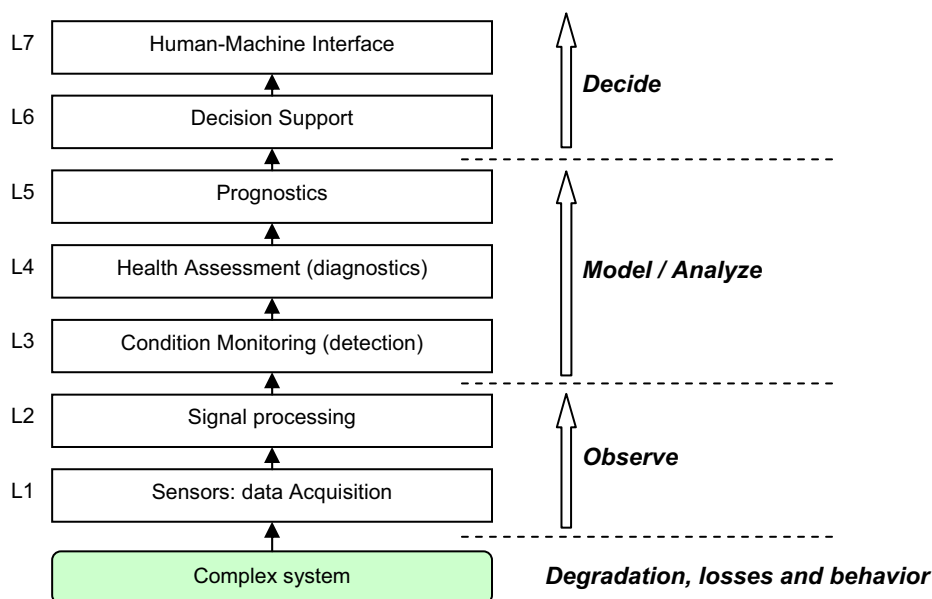 L7
Human-Machine Interface
Decide
L6
Decision Support
L5
Prognostics
L4
Health Assessment (diagnostics)
Model / Analyze
L3
Condition Monitoring (detection)
L2
Signal processing
Observe
L1
Sensors: data Acquisition
Complex system
Degradation, losses and behavior